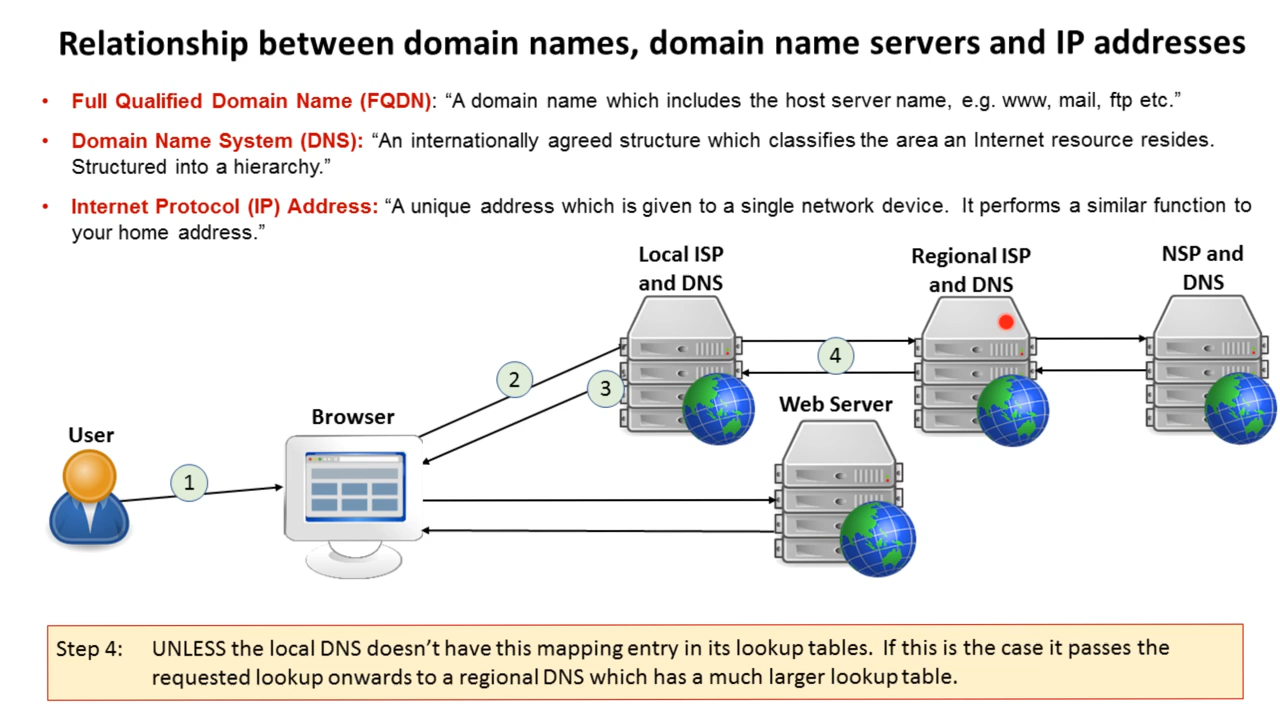 Relationship between domain names, domain name servers and IP addresses
• Full Qualified Domain Name (FQDN): “A domain name which includes the host server name, e.g. www, mail, ftp etc.”
• Domain Name System (DNS): “An internationally agreed structure which classifies the area an Internet resource resides.
Structured into a hierarchy.”
• Internet Protocol (IP) Address: “A unique address which is given to a single network device. It performs a similar function to
your home address.”
Local ISP
and DNS
Regional ISP
and DNS
NSP and
DNS
4
2
3
Web Server
Browser
User
1
Step 4: UNLESS the local DNS doesn’t have this mapping entry in its lookup tables. If this is the case it passes the
requested lookup onwards to a regional DNS which has a much larger lookup table.